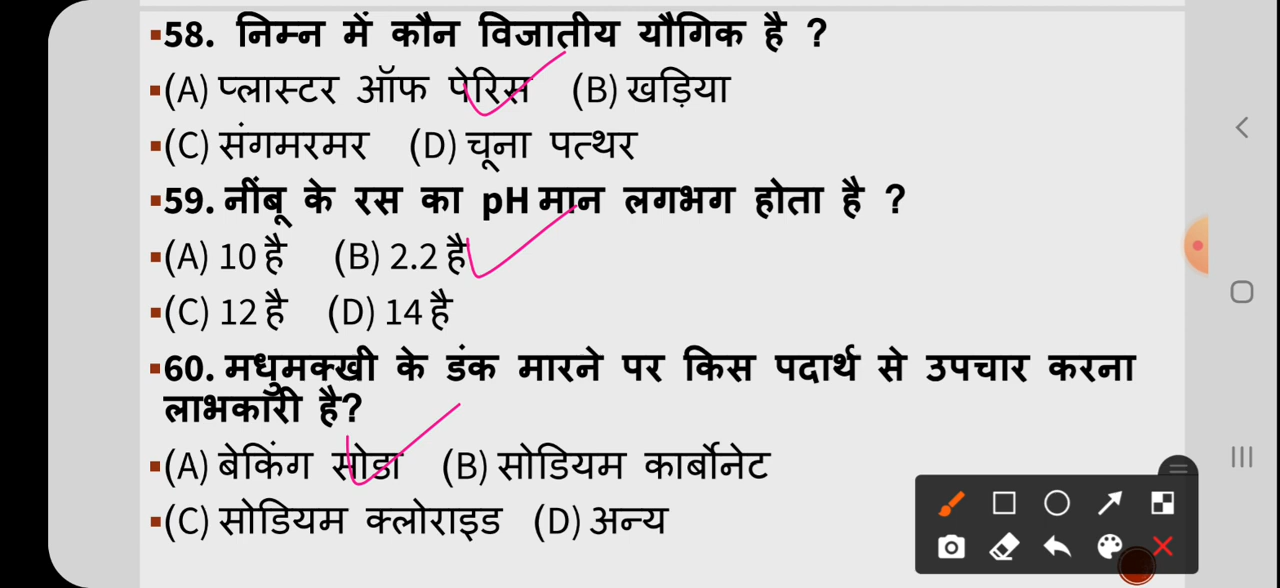 ▪58. निम्न में कौन विजातीय यौगिक है ?
▪(A) प्लास्टर ऑफ पेरिस (B) खड़िया
▪(C) संगमरमर (D) चूना पत्थर
▪59. नींबू के रस का pH मान लगभग होता है ?
▪(A) 10 है (B) 2.2 है
▪(C) 12 है (D) 14 है
▪60. मधुमक्खी के डंक मारने पर किस पदार्थ से उपचार करना
लाभकारी है?
▪(A) बेकिंग सोडा (B) सोडियम कार्बोनेट
▪(C) सोडियम क्लोराइड (D) अन्य